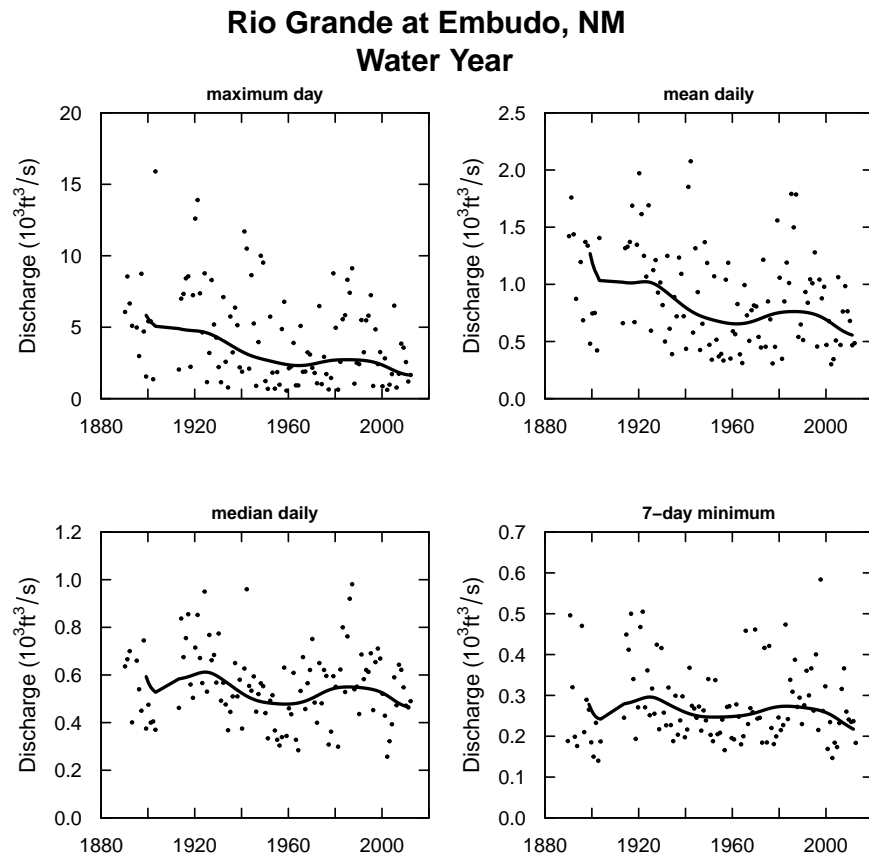 Rio Grande at Embudo, NM
Water Year
maximum day
Discharge (10³ft³/s)
20
15
10
5
0
1880 1920 1960 2000
mean daily
Discharge (10³ft³/s)
2.5
2.0
1.5
1.0
0.5
0.0
1880 1920 1960 2000
median daily
Discharge (10³ft³/s)
1.2
1.0
0.8
0.6
0.4
0.2
0.0
1880 1920 1960 2000
7−day minimum
Discharge (10³ft³/s)
0.7
0.6
0.5
0.4
0.3
0.2
0.1
0.0
1880 1920 1960 2000